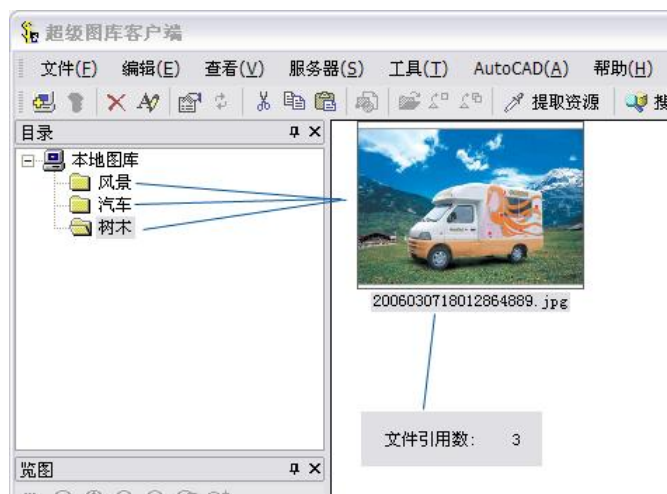 超级图库客户端
文件(F) 编辑(E) 查看(V) 服务器(S) 工具(T) AutoCAD(A) 帮助(H)
提取资源
目录
本地图库
风景
汽车
树木
2006030718012864889.jpg
文件引用数: 3
览图